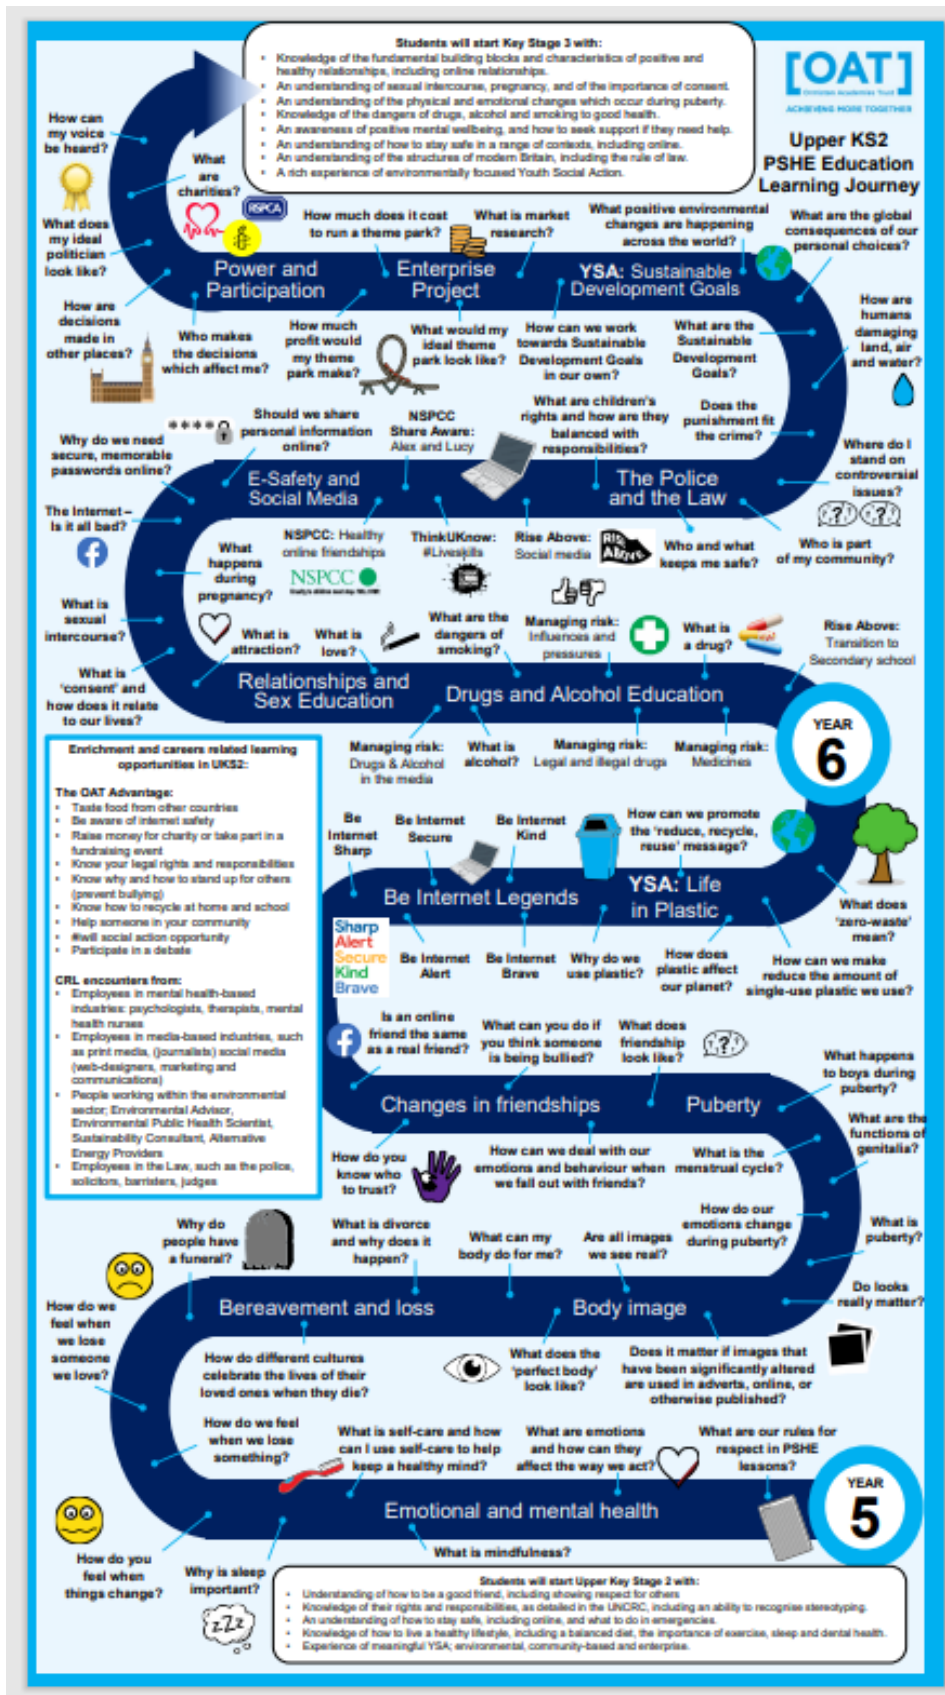 Students will start Key Stage 3 with:
• Knowledge of the fundamental building blocks and characteristics of positive and
healthy relationships, including online relationships.
• An understanding of sexual intercourse, pregnancy, and of the importance of consent.
• An understanding of the physical and emotional changes which occur during puberty.
• Knowledge of the dangers of drugs, alcohol and smoking to good health.
• An awareness of positive mental wellbeing, and how to seek support if they need help.
• An understanding of how to stay safe in a range of contexts, including online.
• An understanding of the structures of modern Britain, including the rule of law.
• A rich experience of environmentally focused Youth Social Action.
[OAT]
Ormiston Academies Trust
ACHIEVING MORE TOGETHER
Upper KS2
PSHE Education
Learning Journey
How can
my voice
be heard?
What
are
charities?
RSPCA
What does
my ideal
politician
look like?
How much does it cost
to run a theme park?
What is market
research?
What positive environmental
changes are happening
across the world?
What are the global
consequences of our
personal choices?
Power and
Participation
Enterprise
Project
YSA: Sustainable
Development Goals
How are
decisions
made in
other places?
Who makes
the decisions
which affect me?
How much
profit would
my theme
park make?
What would my
ideal theme
park look like?
How can we work
towards Sustainable
Development Goals
in our own?
What are the
Sustainable
Development
Goals?
How are
humans
damaging
land, air
and water?
Why do we need
secure, memorable
passwords online?
****
Should we share
personal information
online?
NSPCC
Share Aware:
Alex and Lucy
What are children's
rights and how are they
balanced with
responsibilities?
Does the
punishment fit
the crime?
Where do I
stand on
controversial
issues?
E-Safety and
Social Media
The Police
and the Law
The Internet –
Is it all bad?
What
happens
during
pregnancy?
NSPCC: Healthy
online friendships
NSPCC
ThinkUKnow:
#Liveskills
Rise Above:
Social media
RISE
ABOVE
Who and what
keeps me safe?
Who is part
of my community?
What is
sexual
intercourse?
What is
attraction?
What is
love?
What are the
dangers of
smoking?
Managing risk:
Influences and
pressures
What is
a drug?
Rise Above:
Transition to
Secondary school
What is
'consent' and
how does it relate
to our lives?
Relationships and
Sex Education
Drugs and Alcohol Education
YEAR
6
Managing risk:
Drugs & Alcohol
in the media
What is
alcohol?
Managing risk:
Legal and illegal drugs
Managing risk:
Medicines
Enrichment and careers related learning
opportunities in UKS2:
The OAT Advantage:
• Taste food from other countries
• Be aware of internet safety
• Raise money for charity or take part in a
fundraising event
• Know your legal rights and responsibilities
• Know why and how to stand up for others
(prevent bullying)
• Know how to recycle at home and school
• Help someone in your community
• #iwill social action opportunity
• Participate in a debate
CRL encounters from:
• Employees in mental health-based
industries: psychologists, therapists, mental
health nurses
• Employees in media-based industries, such
as print media, (journalists) social media
(web-designers, marketing and
communications)
• People working within the environmental
sector; Environmental Advisor,
Environmental Public Health Scientist,
Sustainability Consultant, Alternative
Energy Providers
• Employees in the Law, such as the police,
solicitors, barristers, judges
Be
Internet
Sharp
Be Internet
Secure
Be Internet
Kind
How can we promote
the 'reduce, recycle,
reuse' message?
Be Internet Legends
YSA: Life
in Plastic
What does
'zero-waste'
mean?
Sharp
Alert
Secure
Kind
Brave
Be Internet
Alert
Be Internet
Brave
Why do we
use plastic?
How does
plastic affect
our planet?
How can we make
reduce the amount of
single-use plastic we use?
Is an online
friend the same
as a real friend?
What can you do if
you think someone
is being bullied?
What does
friendship
look like?
What happens
to boys during
puberty?
Changes in friendships
Puberty
What are the
functions of
genitalia?
How do you
know who
to trust?
How can we deal with our
emotions and behaviour when
we fall out with friends?
What is the
menstrual cycle?
How do our
emotions change
during puberty?
What is
puberty?
Why do
people have
a funeral?
What is divorce
and why does it
happen?
What can my
body do for me?
Are all images
we see real?
Do looks
really matter?
How do we
feel when
we lose
someone
we love?
Bereavement and loss
Body image
How do different cultures
celebrate the lives of their
loved ones when they die?
What does the
'perfect body'
look like?
Does it matter if images that
have been significantly altered
are used in adverts, online, or
otherwise published?
How do we feel
when we lose
something?
What is self-care and how
can I use self-care to help
keep a healthy mind?
What are emotions
and how can they
affect the way we act?
What are our rules for
respect in PSHE
lessons?
Emotional and mental health
YEAR
5
How do you
feel when
things change?
Why is sleep
important?
zZZ
What is mindfulness?
Students will start Upper Key Stage 2 with:
• Understanding of how to be a good friend, including showing respect for others
• Knowledge of their rights and responsibilities, as detailed in the UNCRC, including an ability to recognise stereotyping.
• An understanding of how to stay safe, including online, and what to do in emergencies.
• Knowledge of how to live a healthy lifestyle, including a balanced diet, the importance of exercise, sleep and dental health.
• Experience of meaningful YSA; environmental, community-based and enterprise.